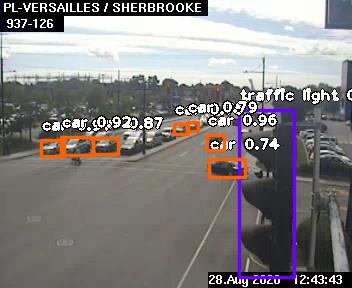 PL-VERSAILLES / SHERBROOKE
937-126
car 0.79
traffic light 0
car 0.92
0.87
car 0.96
car 0.74
28.Aug 2020 12:43:43